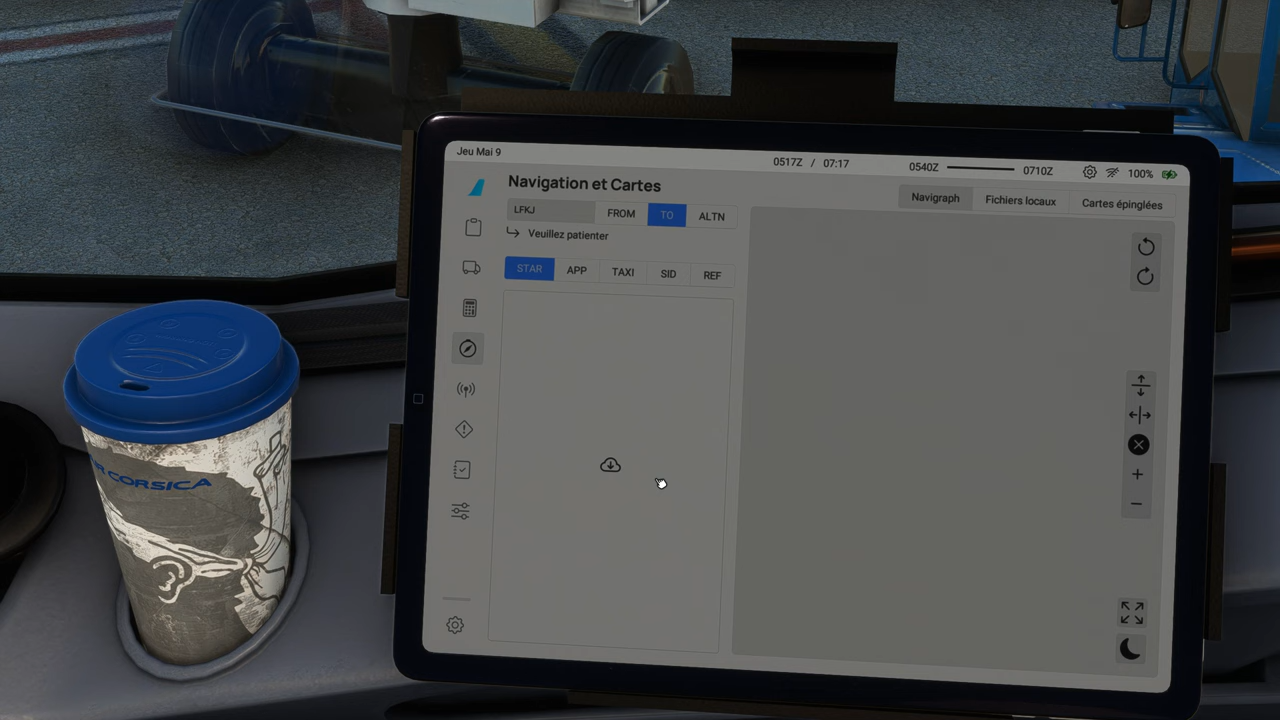 Jeu Mai 9
0517Z / 07:17
0540Z 0710Z
100%
Navigation et Cartes
Navigraph Fichiers locaux Cartes épinglées
LFKJ FROM TO ALTN
Veuillez patienter
STAR APP TAXI SID REF
CORSICA